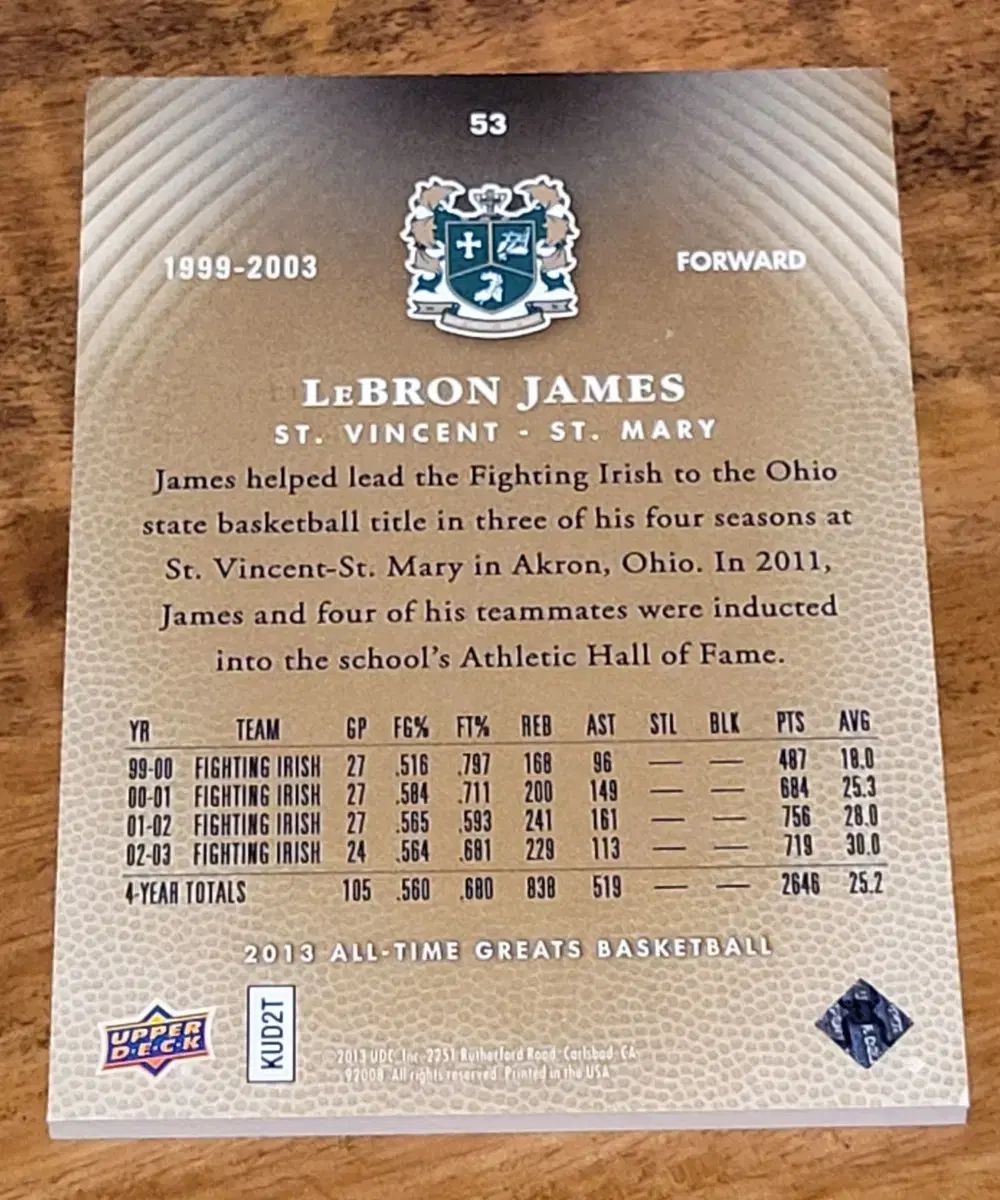 53
1999-2003
FORWARD
LeBRON JAMES
ST. VINCENT - ST. MARY
James helped lead the Fighting Irish to the Ohio
state basketball title in three of his four seasons at
St. Vincent-St. Mary in Akron, Ohio. In 2011,
James and four of his teammates were inducted
into the school's Athletic Hall of Fame.
YR TEAM GP FG% FT% REB AST STL BLK PTS AVG
99-00 FIGHTING IRISH 27 .516 .797 168 96 — — 487 18.0
00-01 FIGHTING IRISH 27 .584 .711 200 149 — — 684 25.3
01-02 FIGHTING IRISH 27 .565 .593 241 161 — — 756 28.0
02-03 FIGHTING IRISH 24 .564 .681 229 113 — — 719 30.0
4-YEAR TOTALS 105 .560 .680 838 519 — — 2646 25.2
2013 ALL-TIME GREATS BASKETBALL
UPPER
D·E·C·K
KUD2T
©2013 UDC, Inc. 2251 Rutherford Road, Carlsbad, CA
92008. All rights reserved. Printed in the USA